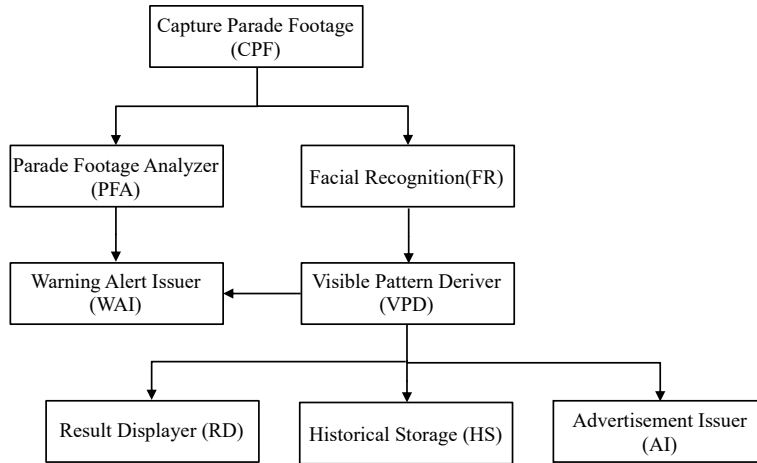 Capture Parade Footage
(CPF)
Parade Footage Analyzer
(PFA)
Facial Recognition(FR)
Warning Alert Issuer
(WAI)
Visible Pattern Deriver
(VPD)
Result Displayer (RD)
Historical Storage (HS)
Advertisement Issuer
(AI)